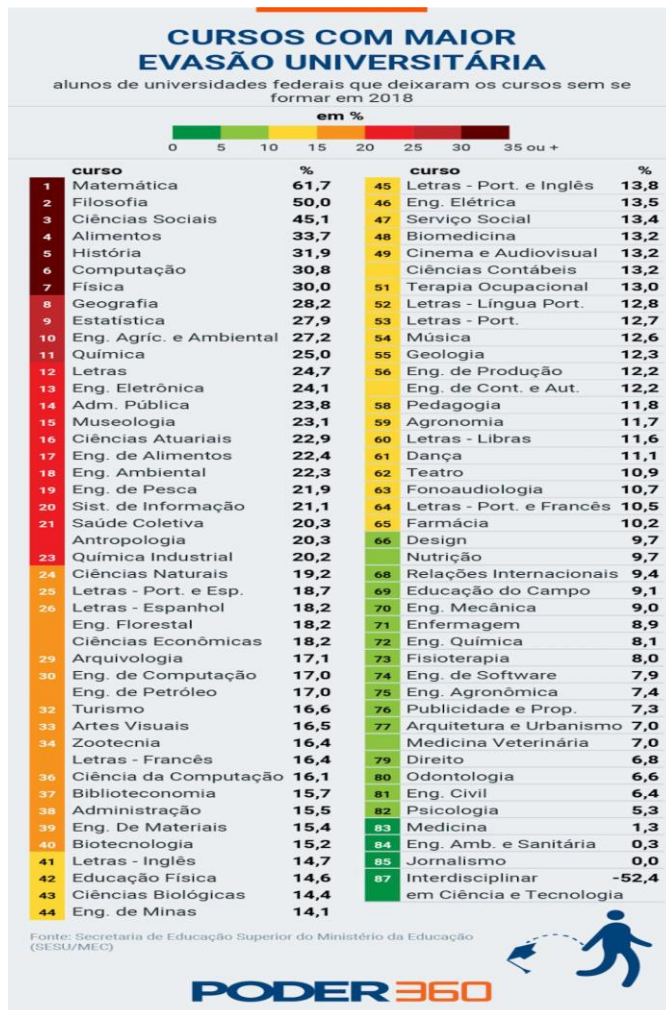 CURSOS COM MAIOR
EVASÃO UNIVERSITÁRIA
alunos de universidades federais que deixaram os cursos sem se
formar em 2018
em %
0 5 10 15 20 25 30 35 ou +
curso %
1 Matemática 61,7
2 Filosofia 50,0
3 Ciências Sociais 45,1
4 Alimentos 33,7
5 História 31,9
6 Computação 30,8
7 Física 30,0
8 Geografia 28,2
9 Estatística 27,9
10 Eng. Agríc. e Ambiental 27,2
11 Química 25,0
12 Letras 24,7
13 Eng. Eletrônica 24,1
14 Adm. Pública 23,8
15 Museologia 23,1
16 Ciências Atuariais 22,9
17 Eng. de Alimentos 22,4
18 Eng. Ambiental 22,3
19 Eng. de Pesca 21,9
20 Sist. de Informação 21,1
21 Saúde Coletiva 20,3
Antropologia 20,3
23 Química Industrial 20,2
24 Ciências Naturais 19,2
25 Letras - Port. e Esp. 18,7
26 Letras - Espanhol 18,2
Eng. Florestal 18,2
Ciências Econômicas 18,2
29 Arquivologia 17,1
30 Eng. de Computação 17,0
Eng. de Petróleo 17,0
32 Turismo 16,6
33 Artes Visuais 16,5
34 Zootecnia 16,4
Letras - Francês 16,4
36 Ciência da Computação 16,1
37 Biblioteconomia 15,7
38 Administração 15,5
39 Eng. De Materiais 15,4
40 Biotecnologia 15,2
41 Letras - Inglês 14,7
42 Educação Física 14,6
43 Ciências Biológicas 14,4
44 Eng. de Minas 14,1
curso %
45 Letras - Port. e Inglês 13,8
46 Eng. Elétrica 13,5
47 Serviço Social 13,4
48 Biomedicina 13,2
49 Cinema e Audiovisual 13,2
Ciências Contábeis 13,2
51 Terapia Ocupacional 13,0
52 Letras - Língua Port. 12,8
53 Letras - Port. 12,7
54 Música 12,6
55 Geologia 12,3
56 Eng. de Produção 12,2
Eng. de Cont. e Aut. 12,2
58 Pedagogia 11,8
59 Agronomia 11,7
60 Letras - Libras 11,6
61 Dança 11,1
62 Teatro 10,9
63 Fonoaudiologia 10,7
64 Letras - Port. e Francês 10,5
65 Farmácia 10,2
66 Design 9,7
Nutrição 9,7
68 Relações Internacionais 9,4
69 Educação do Campo 9,1
70 Eng. Mecânica 9,0
71 Enfermagem 8,9
72 Eng. Química 8,1
73 Fisioterapia 8,0
74 Eng. de Software 7,9
75 Eng. Agronômica 7,4
76 Publicidade e Prop. 7,3
77 Arquitetura e Urbanismo 7,0
Medicina Veterinária 7,0
79 Direito 6,8
80 Odontologia 6,6
81 Eng. Civil 6,4
82 Psicologia 5,3
83 Medicina 1,3
84 Eng. Amb. e Sanitária 0,3
85 Jornalismo 0,0
87 Interdisciplinar -52,4
em Ciência e Tecnologia
Fonte: Secretaria de Educação Superior do Ministério da Educação
(SESU/MEC)
PODER360